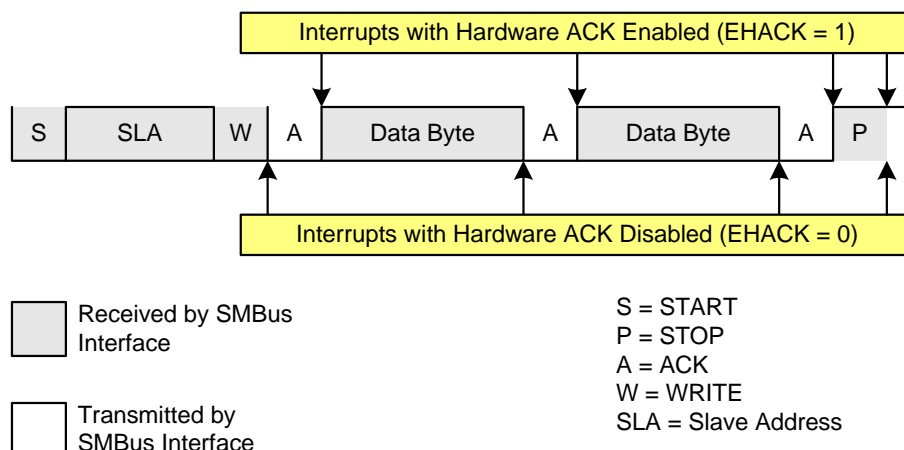 Interrupts with Hardware ACK Enabled (EHACK = 1)
S SLA W A Data Byte A Data Byte A P
Interrupts with Hardware ACK Disabled (EHACK = 0)
Received by SMBus
Interface
Transmitted by
SMBus Interface
S = START
P = STOP
A = ACK
W = WRITE
SLA = Slave Address